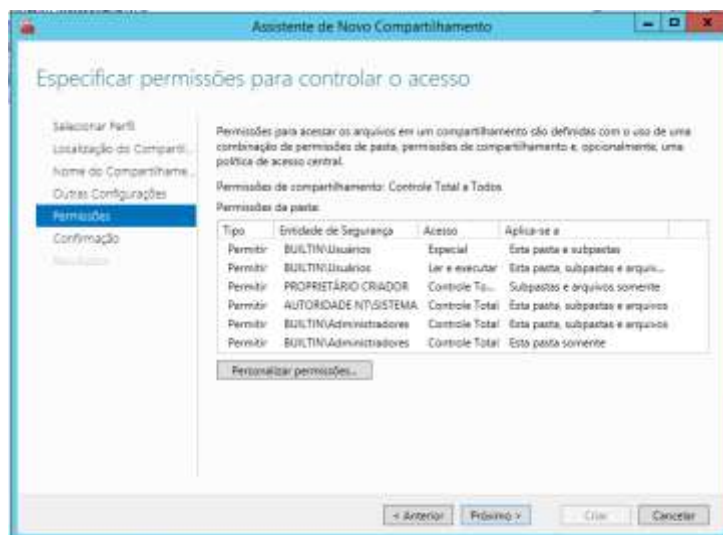 Assistente de Novo Compartilhamento
Especificar permissões para controlar o acesso
Selecionar Perfil
Localização do Comparti...
Nome do Compartilhame...
Outras Configurações
Permissões
Confirmação
Resultados
Permissões para acessar os arquivos em um compartilhamento são definidas com o uso de uma
combinação de permissões de pasta, permissões de compartilhamento e, opcionalmente, uma
política de acesso central.
Permissões de compartilhamento: Controle Total a Todos
Permissões da pasta:
Tipo Entidade de Segurança Acesso Aplica-se a
Permitir BUILTIN\Usuários Especial Esta pasta e subpastas
Permitir BUILTIN\Usuários Ler e executar Esta pasta, subpastas e arquiv...
Permitir PROPRIETÁRIO CRIADOR Controle To... Subpastas e arquivos somente
Permitir AUTORIDADE NT\SISTEMA Controle Total Esta pasta, subpastas e arquivos
Permitir BUILTIN\Administradores Controle Total Esta pasta, subpastas e arquivos
Permitir BUILTIN\Administradores Controle Total Esta pasta somente
Personalizar permissões...
< Anterior Próximo > Criar Cancelar